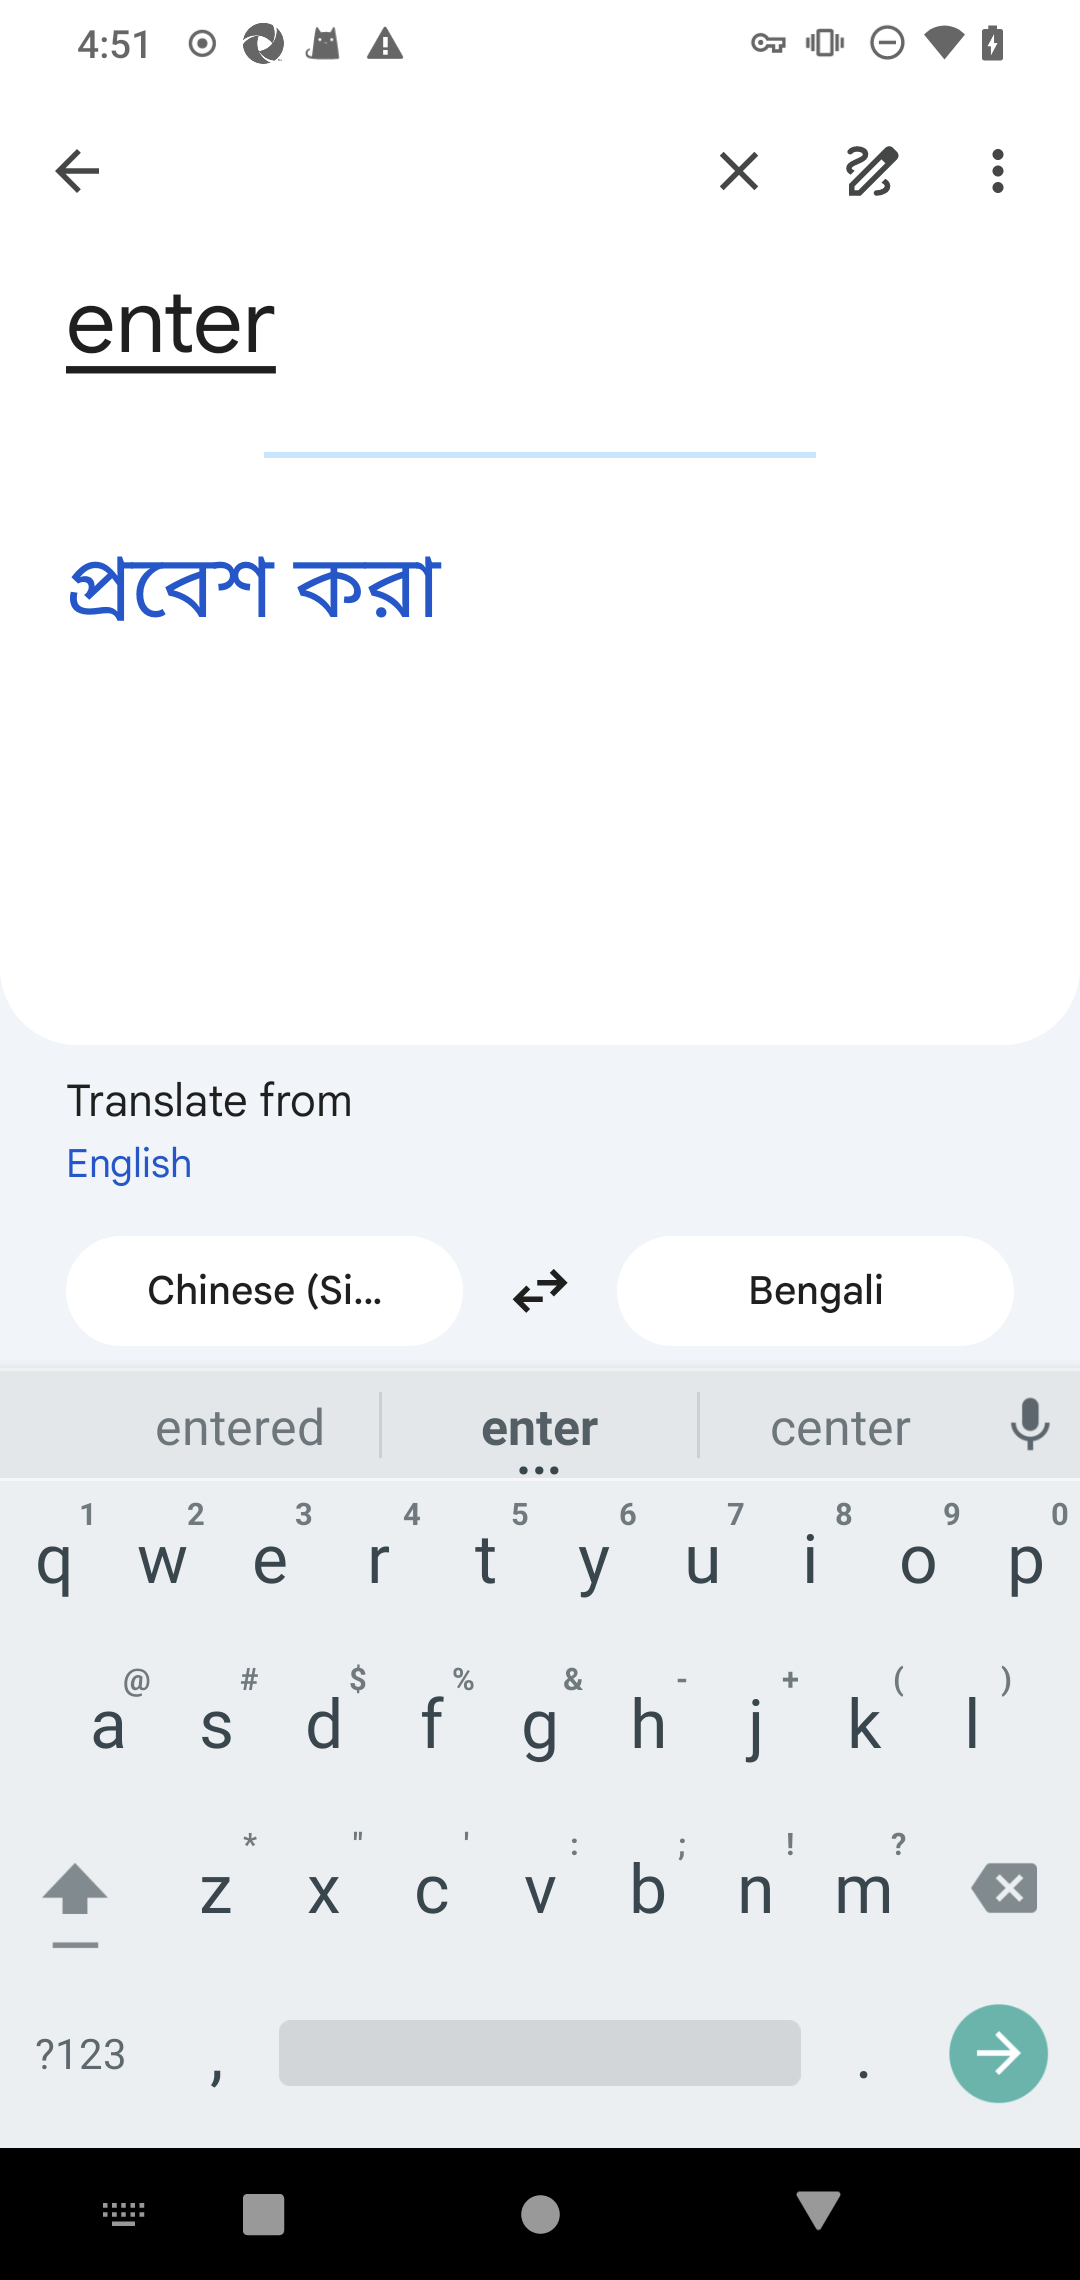 4:51
enter
প্রবেশ করা
Translate from
English
Chinese (Si... Bengali
entered enter center
1 2 3 4 5 6 7 8 9 0
q w e r t y u i o p
@ # $ % & - + ( )
a s d f g h j k l
* " ' : ; ! ?
z x c v b n m
?123 , .